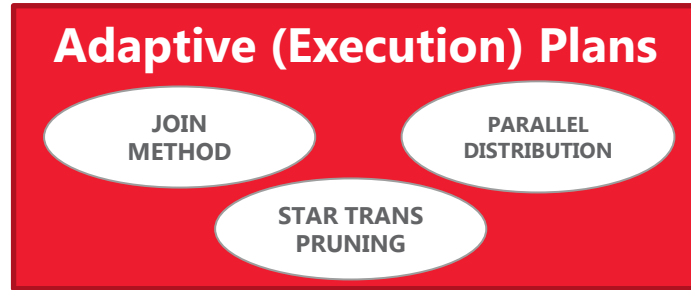 Adaptive (Execution) Plans
JOIN
METHOD
PARALLEL
DISTRIBUTION
STAR TRANS
PRUNING